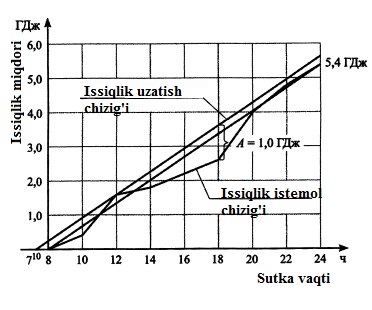 ГДж
Issiqlik miqdori
6,0
5,0
4,0
3,0
2,0
1,0
Issiqlik uzatish
chizig'i
5,4 ГДж
A = 1,0 ГДж
Issiqlik istemol
chizig'i
7¹⁰ 8 10 12 14 16 18 20 22 24 ч
Sutka vaqti